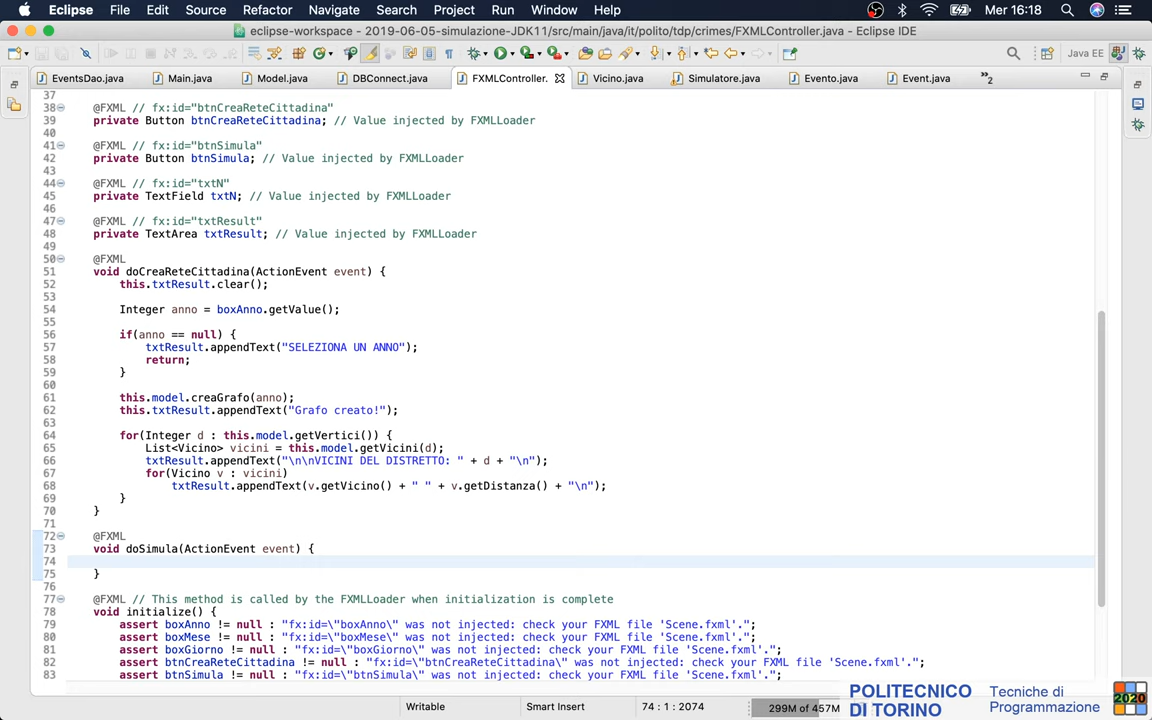 Eclipse File Edit Source Refactor Navigate Search Project Run Window Help Mer 16:18
eclipse-workspace - 2019-06-05-simulazione-JDK11/src/main/java/it/polito/tdp/crimes/FXMLController.java - Eclipse IDE
Java EE
EventsDao.java Main.java Model.java DBConnect.java FXMLController. Vicino.java Simulatore.java Evento.java Event.java »2
37
38 @FXML // fx:id="btnCreaReteCittadina"
39 private Button btnCreaReteCittadina; // Value injected by FXMLLoader
40
41 @FXML // fx:id="btnSimula"
42 private Button btnSimula; // Value injected by FXMLLoader
43
44 @FXML // fx:id="txtN"
45 private TextField txtN; // Value injected by FXMLLoader
46
47 @FXML // fx:id="txtResult"
48 private TextArea txtResult; // Value injected by FXMLLoader
49
50 @FXML
51 void doCreaReteCittadina(ActionEvent event) {
52 this.txtResult.clear();
53
54 Integer anno = boxAnno.getValue();
55
56 if(anno == null) {
57 txtResult.appendText("SELEZIONA UN ANNO");
58 return;
59 }
60
61 this.model.creaGrafo(anno);
62 this.txtResult.appendText("Grafo creato!");
63
64 for(Integer d : this.model.getVertici()) {
65 List<Vicino> vicini = this.model.getVicini(d);
66 txtResult.appendText("\n\nVICINI DEL DISTRETTO: " + d + "\n");
67 for(Vicino v : vicini)
68 txtResult.appendText(v.getVicino() + " " + v.getDistanza() + "\n");
69 }
70 }
71
72 @FXML
73 void doSimula(ActionEvent event) {
74
75 }
76
77 @FXML // This method is called by the FXMLLoader when initialization is complete
78 void initialize() {
79 assert boxAnno != null : "fx:id=\"boxAnno\" was not injected: check your FXML file 'Scene.fxml'.";
80 assert boxMese != null : "fx:id=\"boxMese\" was not injected: check your FXML file 'Scene.fxml'.";
81 assert boxGiorno != null : "fx:id=\"boxGiorno\" was not injected: check your FXML file 'Scene.fxml'.";
82 assert btnCreaReteCittadina != null : "fx:id=\"btnCreaReteCittadina\" was not injected: check your FXML file 'Scene.fxml'.";
83 assert btnSimula != null : "fx:id=\"btnSimula\" was not injected: check your FXML file 'Scene.fxml'.";
Writable Smart Insert 74 : 1 : 2074 299M of 457M
POLITECNICO
DI TORINO
Tecniche di
Programmazione
2020